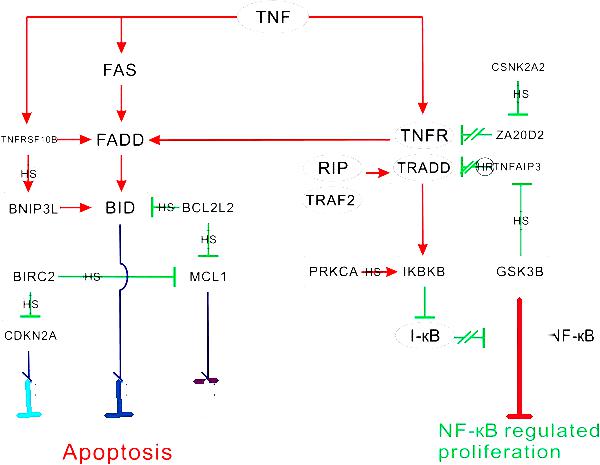 TNF
FAS
CSNK2A2
HS
TNFRSF10B
FADD
TNFR
ZA20D2
HS
RIP
TRADD
HR
TNFAIP3
TRAF2
BNIP3L
BID
HS
BCL2L2
HS
HS
BIRC2
HS
MCL1
PRKCA
HS
IKBKB
GSK3B
HS
CDKN2A
I-κB
NF-κB
Apoptosis
NF-κB regulated
proliferation